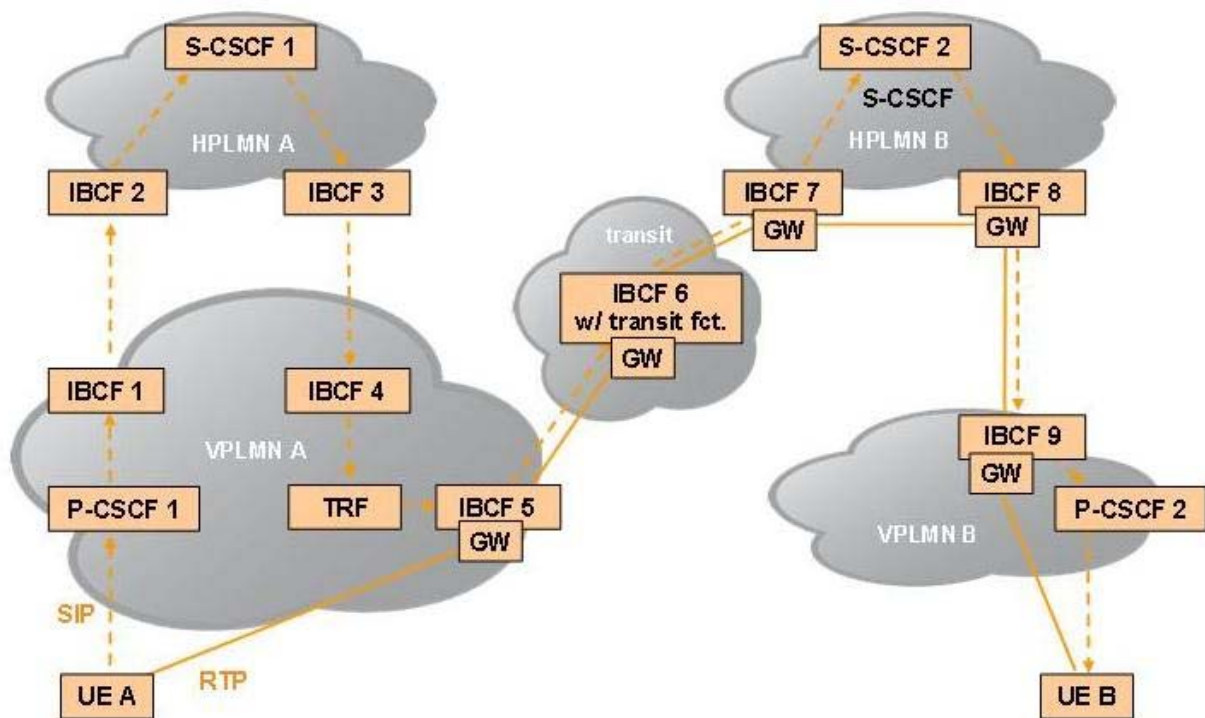 S-CSCF 1
HPLMN A
IBCF 2
IBCF 3
IBCF 1
IBCF 4
VPLMN A
P-CSCF 1
TRF
IBCF 5
GW
SIP
RTP
UE A
transit
IBCF 6
w/ transit fct.
GW
S-CSCF 2
S-CSCF
HPLMN B
IBCF 7
GW
IBCF 8
GW
IBCF 9
GW
P-CSCF 2
VPLMN B
UE B